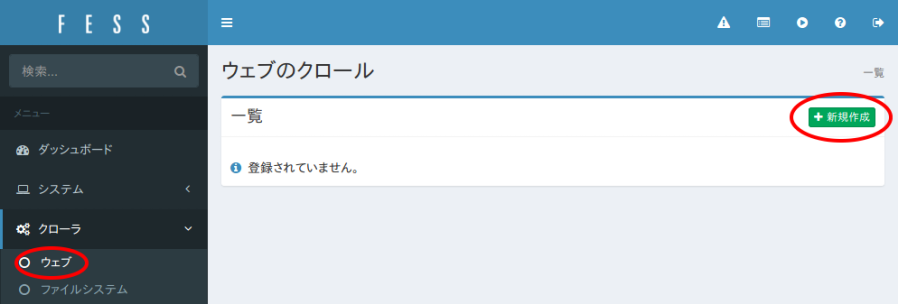 FESS
検索...
メニュー
ダッシュボード
システム
クローラ
ウェブ
ファイルシステム
ウェブのクロール
一覧
一覧
新規作成
登録されていません。